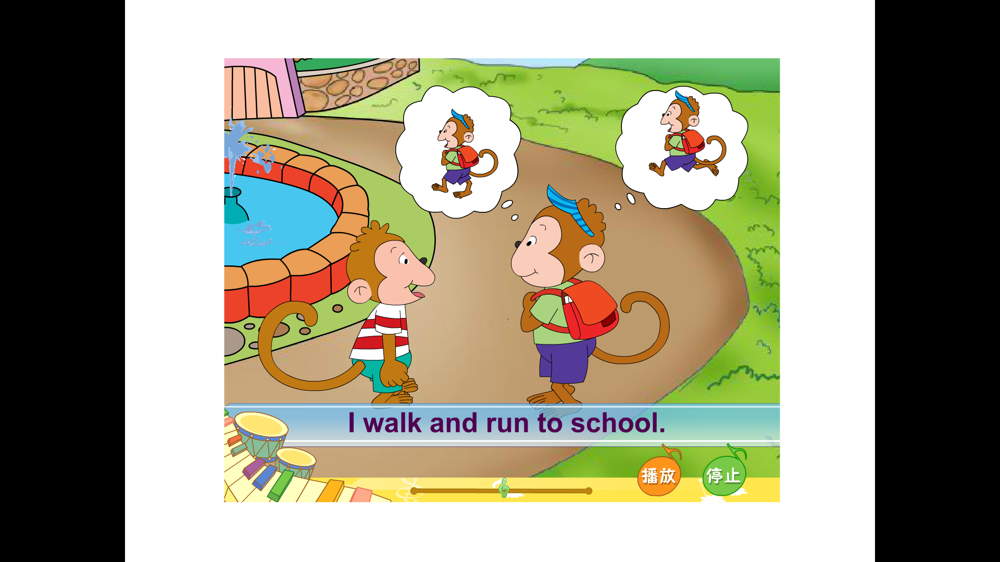 I walk and run to school.
播放
停止